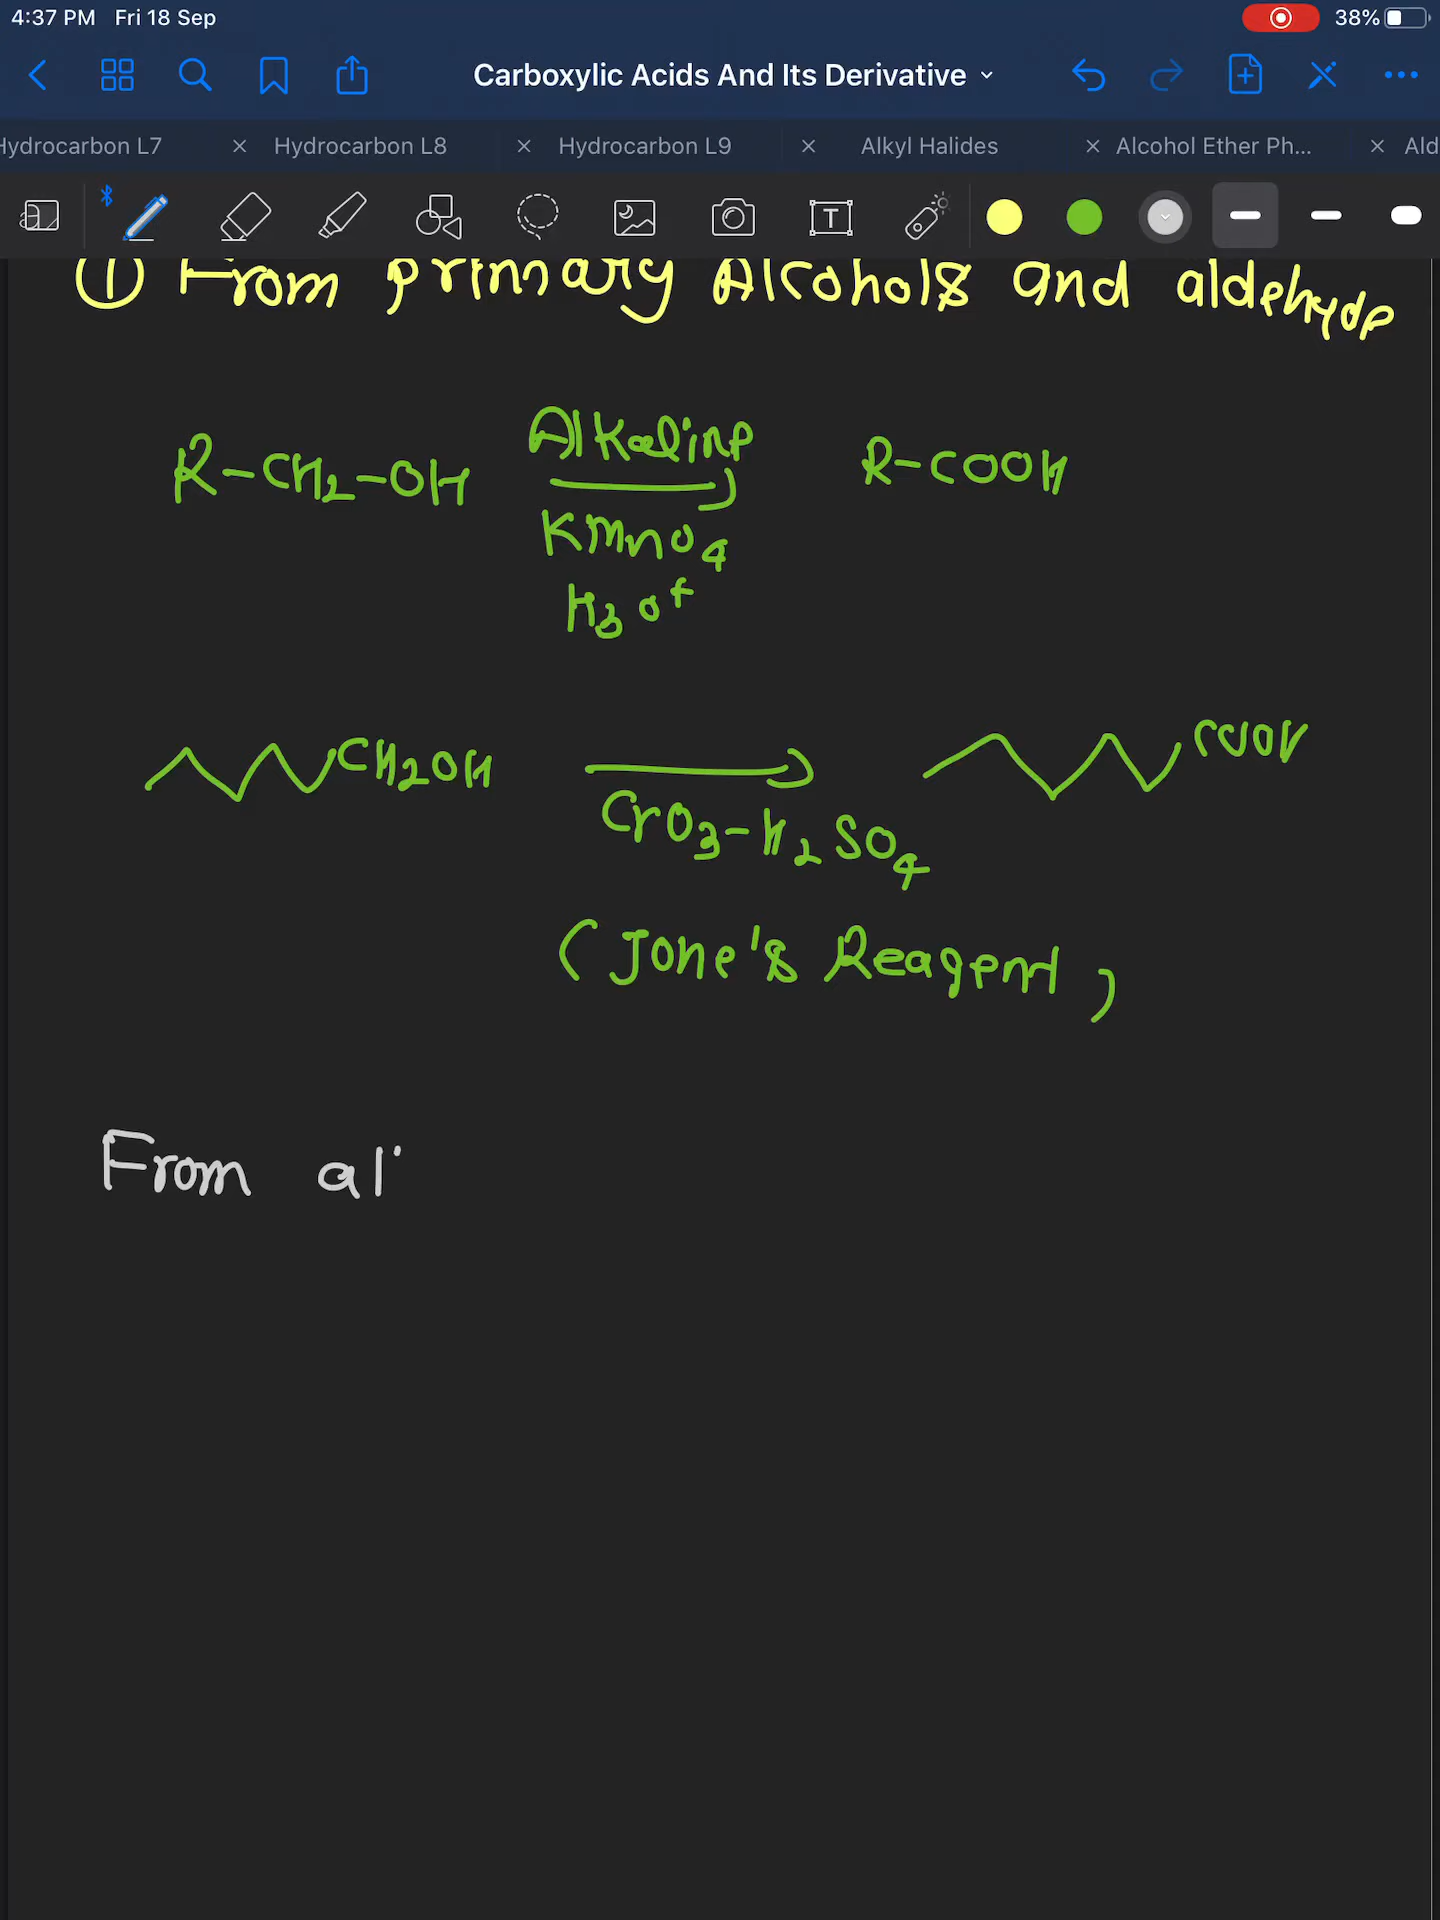 4:37 PM Fri 18 Sep 38%
Carboxylic Acids And Its Derivative
Hydrocarbon L7 Hydrocarbon L8 Hydrocarbon L9 Alkyl Halides Alcohol Ether Ph... Ald
① From primary Alcohols and aldehyde
R-CH₂-OH Alkaline R-COOH
KMnO₄
H₃O⁺
CH₂OH COOH
CrO₃-H₂SO₄
(Jone's Reagent)
From al